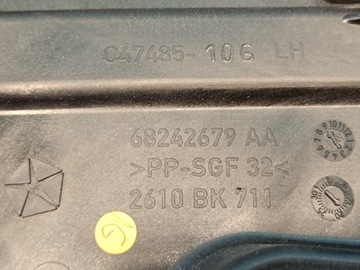 C47485-106 LH
68242679 AA
>PP-SGF 32<
2610 BK 711